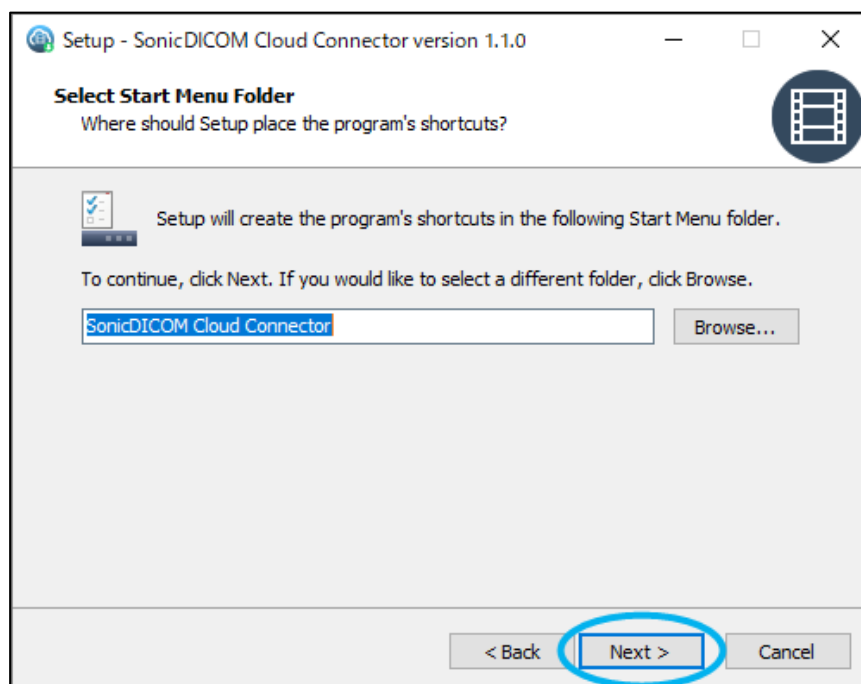 Setup - SonicDICOM Cloud Connector version 1.1.0
Select Start Menu Folder
Where should Setup place the program's shortcuts?
Setup will create the program's shortcuts in the following Start Menu folder.
To continue, click Next. If you would like to select a different folder, click Browse.
SonicDICOM Cloud Connector
Browse...
< Back
Next >
Cancel